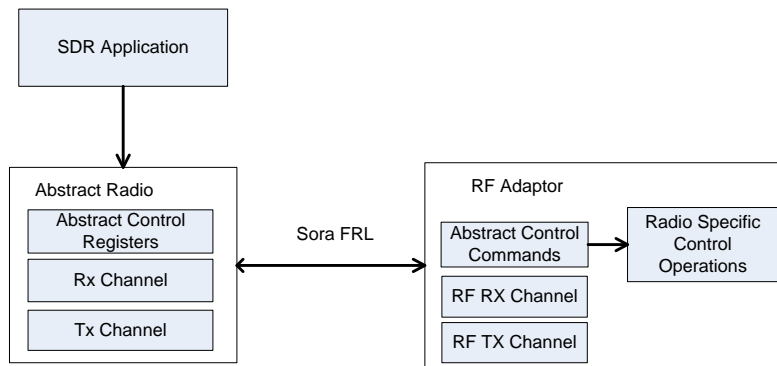 SDR Application
Abstract Radio
Abstract Control
Registers
Rx Channel
Tx Channel
Sora FRL
RF Adaptor
Abstract Control
Commands
RF RX Channel
RF TX Channel
Radio Specific
Control
Operations